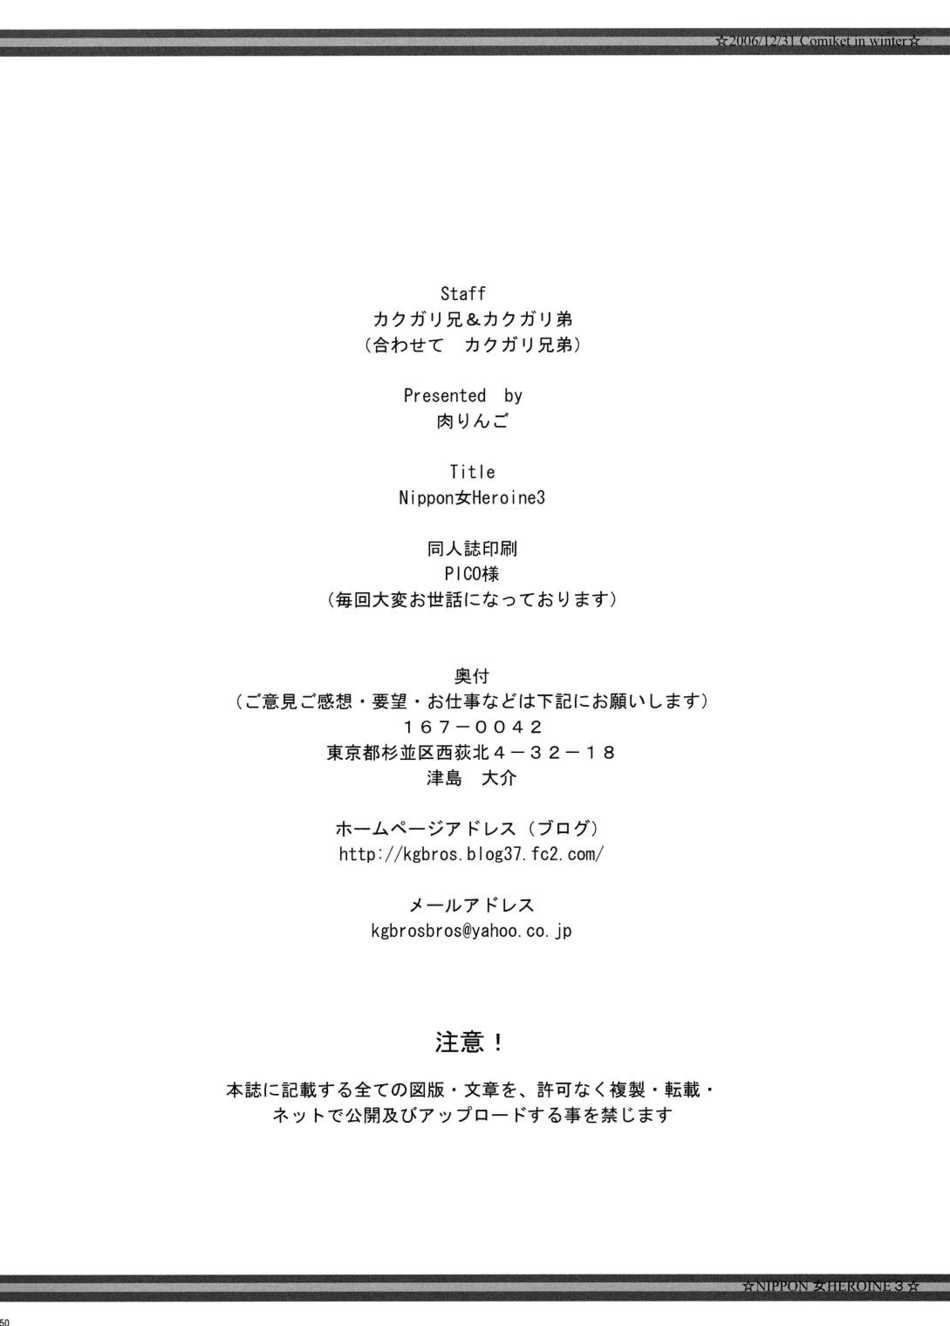 ☆2006/12/31 Comiket in winter☆
Staff
カクガリ兄＆カクガリ弟
（合わせて　カクガリ兄弟）
Presented by
肉りんご
Title
Nippon女Heroine3
同人誌印刷
PICO様
（毎回大変お世話になっております）
奥付
（ご意見ご感想・要望・お仕事などは下記にお願いします）
１６７－００４２
東京都杉並区西荻北４－３２－１８
津島　大介
ホームページアドレス（ブログ）
http://kgbros.blog37.fc2.com/
メールアドレス
kgbrosbros@yahoo.co.jp
注意！
本誌に記載する全ての図版・文章を、許可なく複製・転載・
ネットで公開及びアップロードする事を禁じます
☆NIPPON 女HEROINE３☆
50